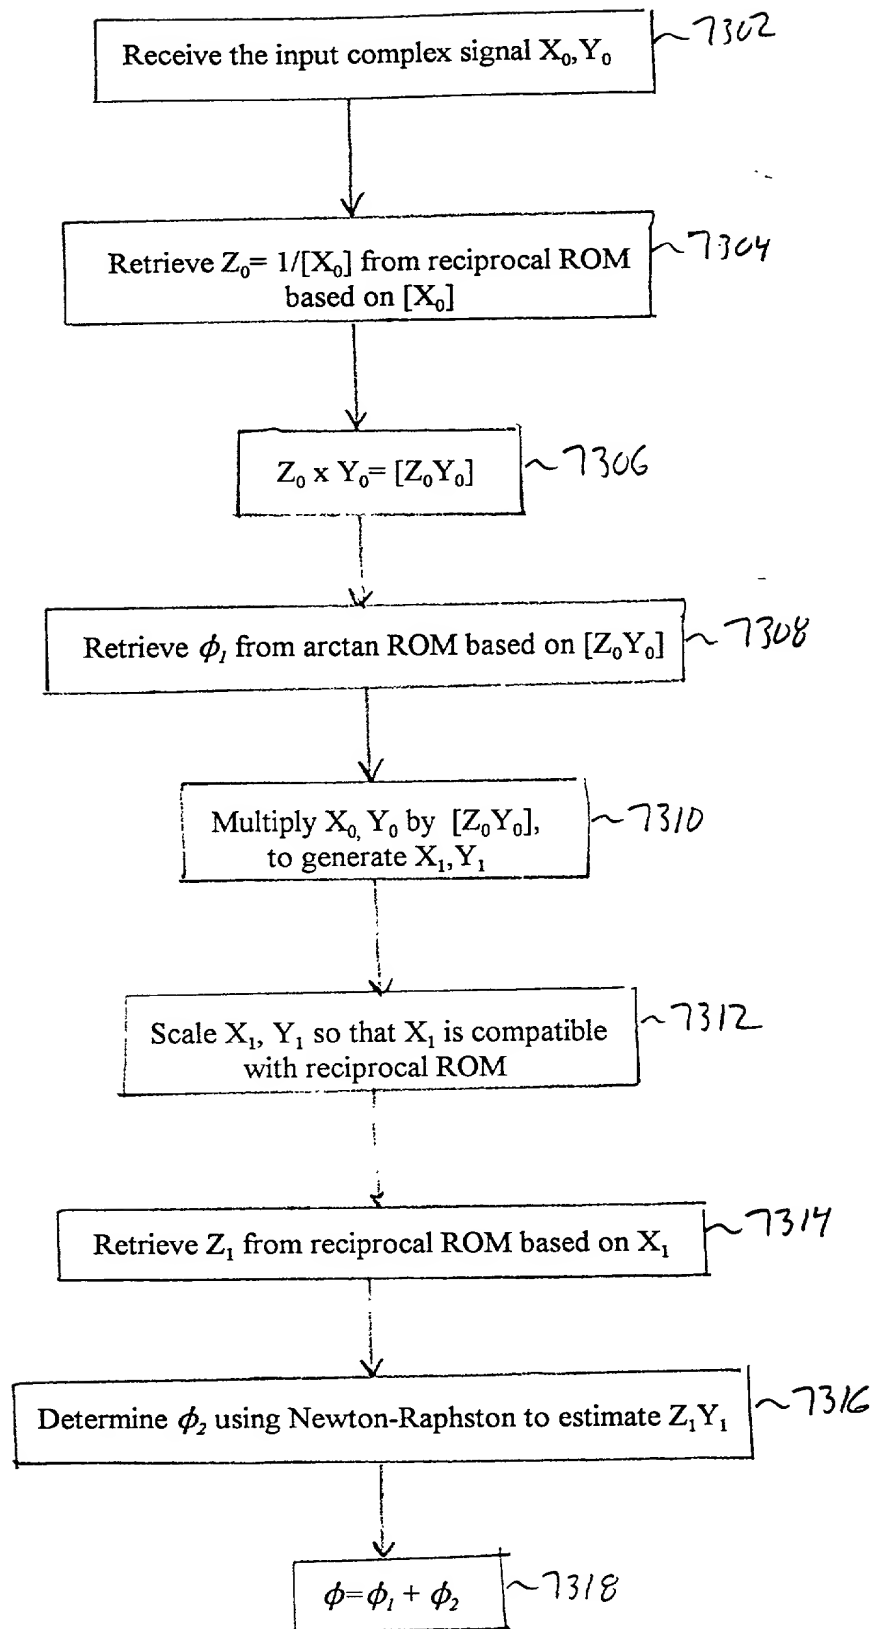 Receive the input complex signal X₀,Y₀
~7302
Retrieve Z₀= 1/[X₀] from reciprocal ROM
based on [X₀]
~7304
Z₀ x Y₀= [Z₀Y₀]
~7306
Retrieve ϕ₁ from arctan ROM based on [Z₀Y₀]
~7308
Multiply X₀, Y₀ by [Z₀Y₀],
to generate X₁,Y₁
~7310
Scale X₁, Y₁ so that X₁ is compatible
with reciprocal ROM
~7312
Retrieve Z₁ from reciprocal ROM based on X₁
~7314
Determine ϕ₂ using Newton-Raphston to estimate Z₁Y₁
~7316
ϕ=ϕ₁ + ϕ₂
~7318